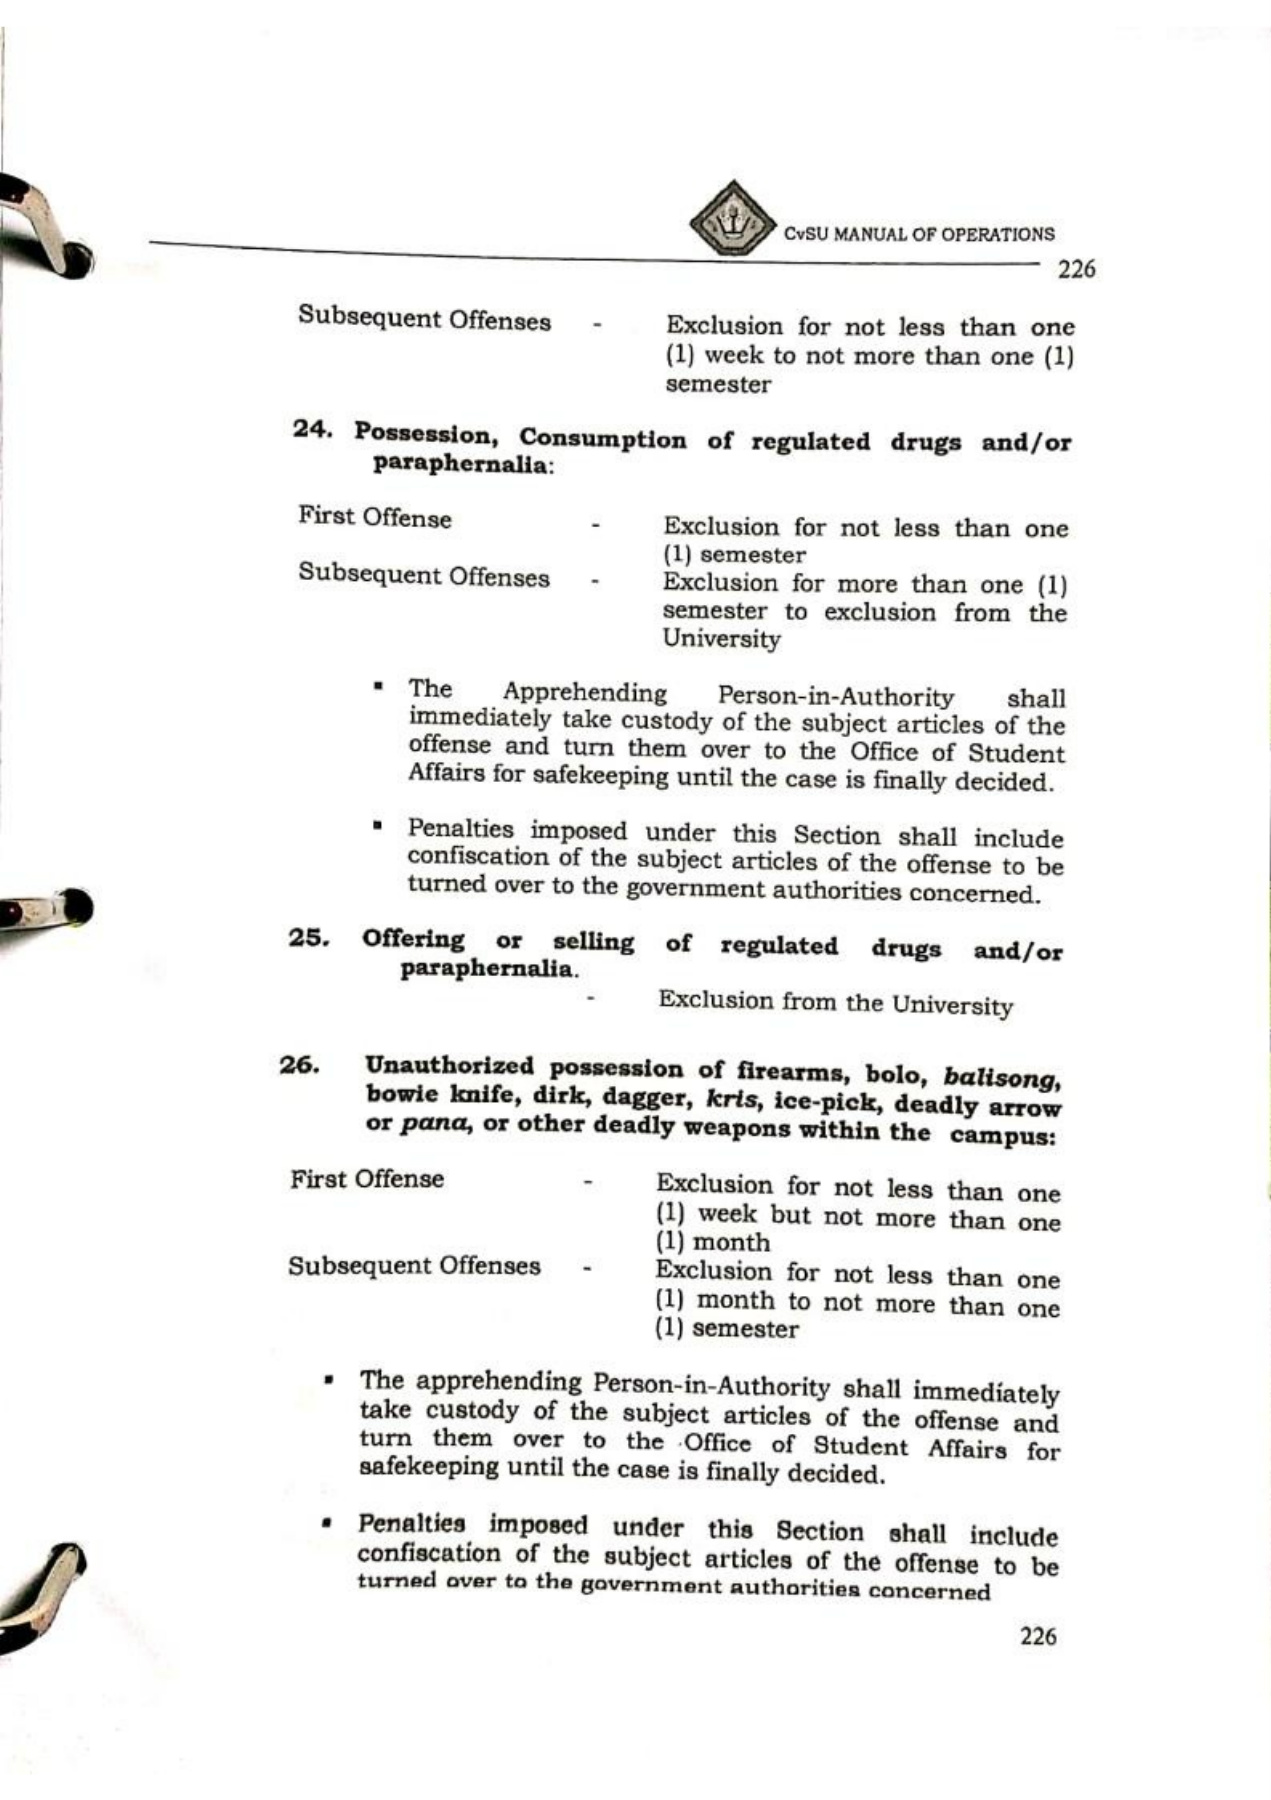 CvSU MANUAL OF OPERATIONS
226
Subsequent Offenses - Exclusion for not less than one
(1) week to not more than one (1)
semester
24. Possession, Consumption of regulated drugs and/or
paraphernalia:
First Offense - Exclusion for not less than one
(1) semester
Subsequent Offenses - Exclusion for more than one (1)
semester to exclusion from the
University
▪ The Apprehending Person-in-Authority shall
immediately take custody of the subject articles of the
offense and turn them over to the Office of Student
Affairs for safekeeping until the case is finally decided.
▪ Penalties imposed under this Section shall include
confiscation of the subject articles of the offense to be
turned over to the government authorities concerned.
25. Offering or selling of regulated drugs and/or
paraphernalia.
- Exclusion from the University
26. Unauthorized possession of firearms, bolo, balisong,
bowie knife, dirk, dagger, kris, ice-pick, deadly arrow
or pana, or other deadly weapons within the campus:
First Offense - Exclusion for not less than one
(1) week but not more than one
(1) month
Subsequent Offenses - Exclusion for not less than one
(1) month to not more than one
(1) semester
▪ The apprehending Person-in-Authority shall immediately
take custody of the subject articles of the offense and
turn them over to the Office of Student Affairs for
safekeeping until the case is finally decided.
▪ Penalties imposed under this Section shall include
confiscation of the subject articles of the offense to be
turned over to the government authorities concerned
226